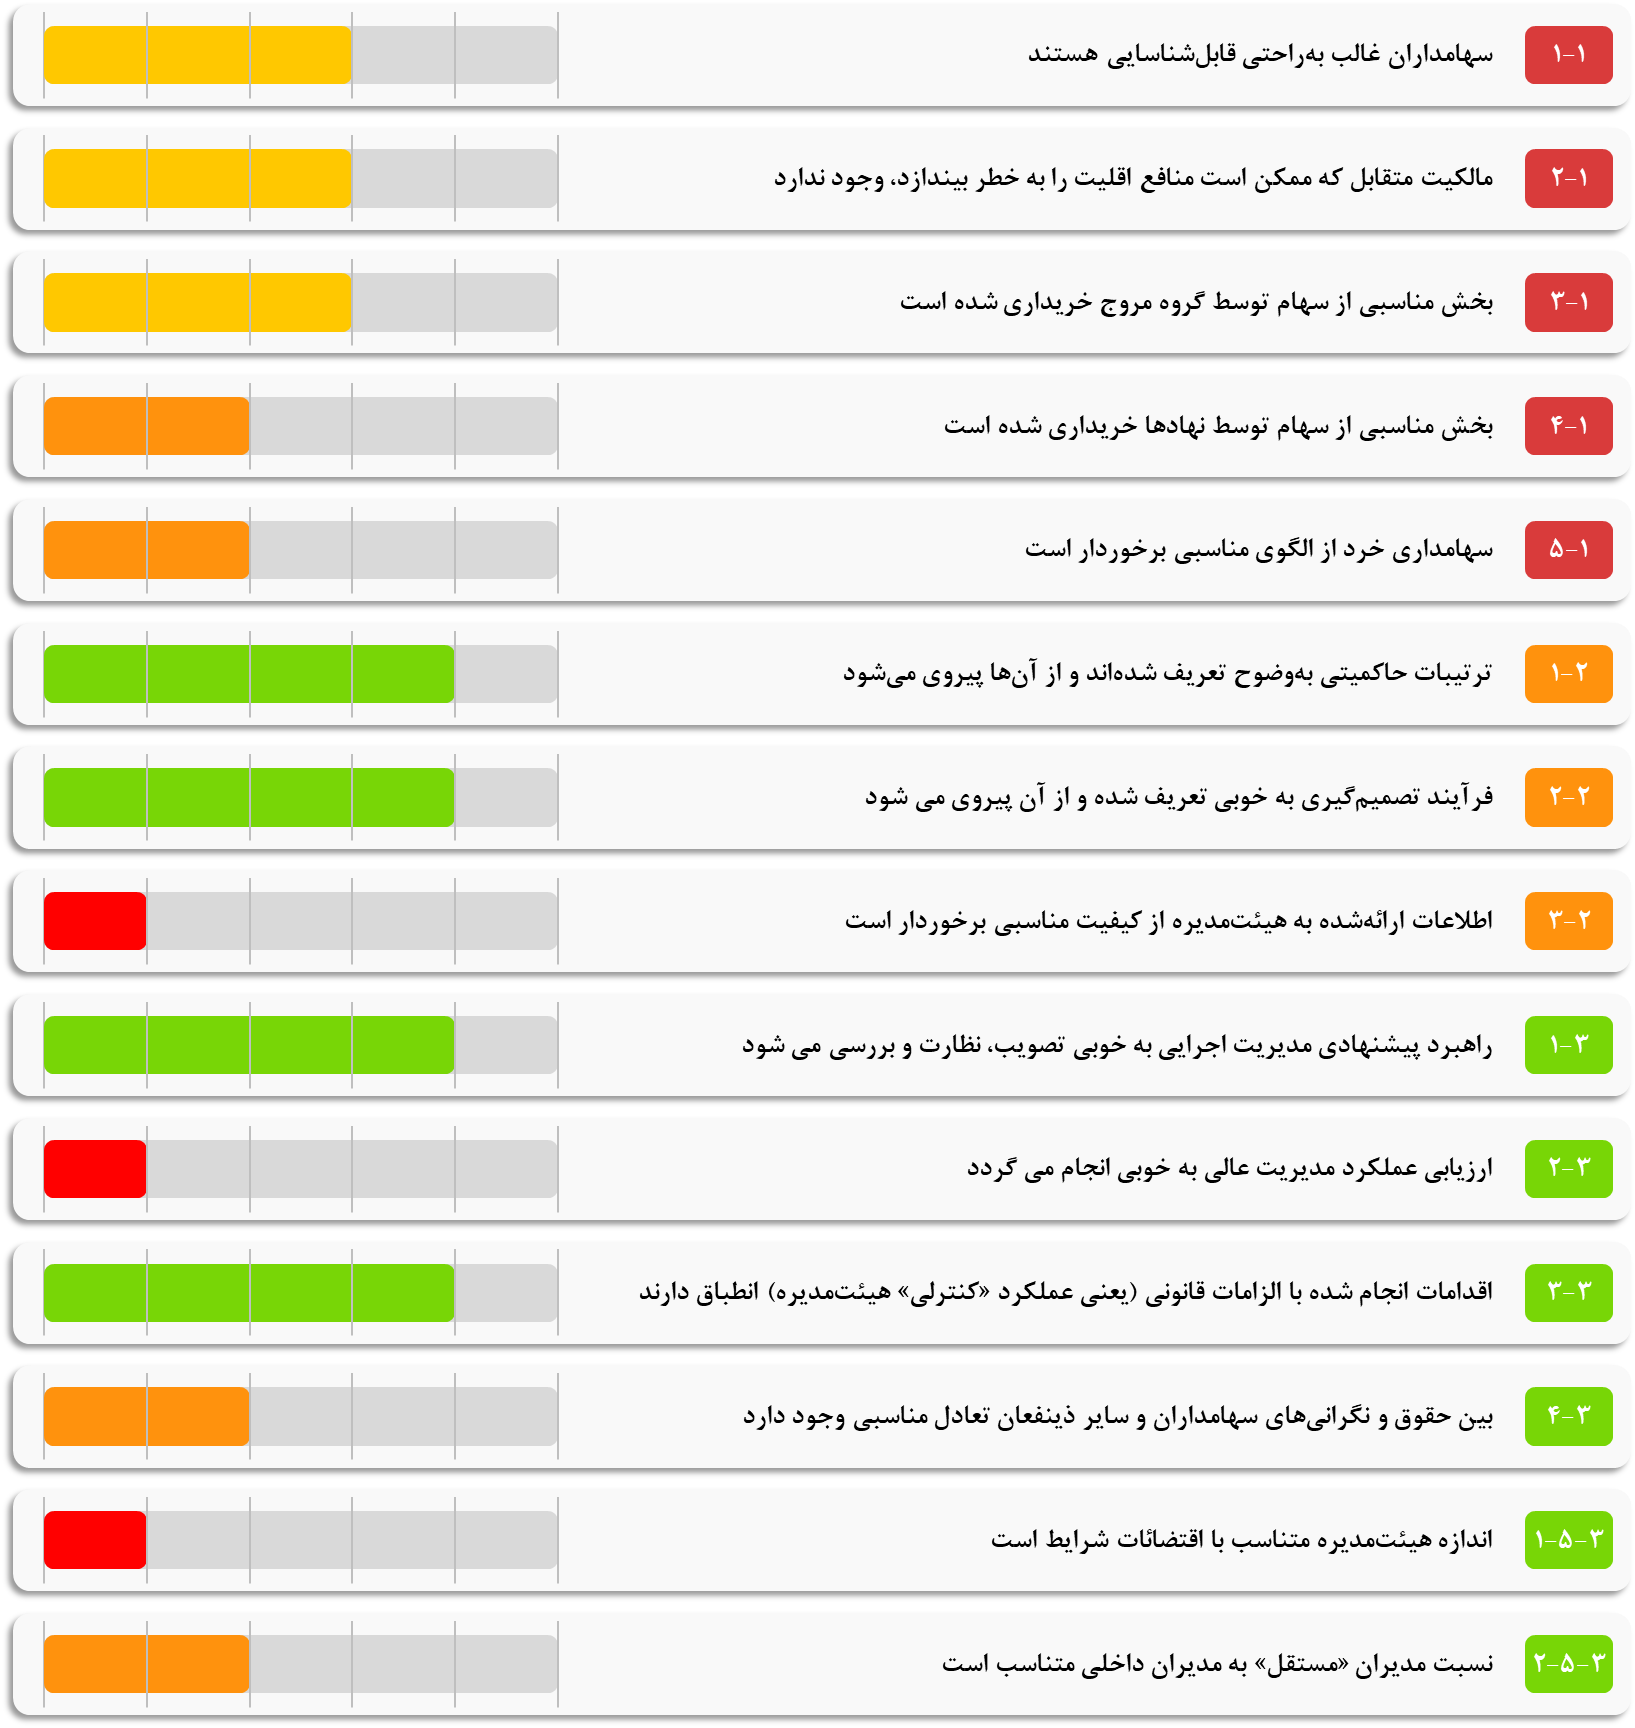 ۱-۱ سهامداران غالب به‌راحتی قابل‌شناسایی هستند
۲-۱ مالکیت متقابل که ممکن است منافع اقلیت را به خطر بیندازد، وجود ندارد
۳-۱ بخش مناسبی از سهام توسط گروه مروج خریداری شده است
۴-۱ بخش مناسبی از سهام توسط نهادها خریداری شده است
۵-۱ سهامداری خرد از الگوی مناسبی برخوردار است
۱-۲ ترتیبات حاکمیتی به‌وضوح تعریف شده‌اند و از آن‌ها پیروی می‌شود
۲-۲ فرآیند تصمیم‌گیری به خوبی تعریف شده و از آن پیروی می شود
۳-۲ اطلاعات ارائه‌شده به هیئت‌مدیره از کیفیت مناسبی برخوردار است
۱-۳ راهبرد پیشنهادی مدیریت اجرایی به خوبی تصویب، نظارت و بررسی می شود
۲-۳ ارزیابی عملکرد مدیریت عالی به خوبی انجام می گردد
۳-۳ اقدامات انجام شده با الزامات قانونی (یعنی عملکرد «کنترلی» هیئت‌مدیره) انطباق دارند
۴-۳ بین حقوق و نگرانی‌های سهامداران و سایر ذینفعان تعادل مناسبی وجود دارد
۱-۵-۳ اندازه هیئت‌مدیره متناسب با اقتضائات شرایط است
۲-۵-۳ نسبت مدیران «مستقل» به مدیران داخلی متناسب است